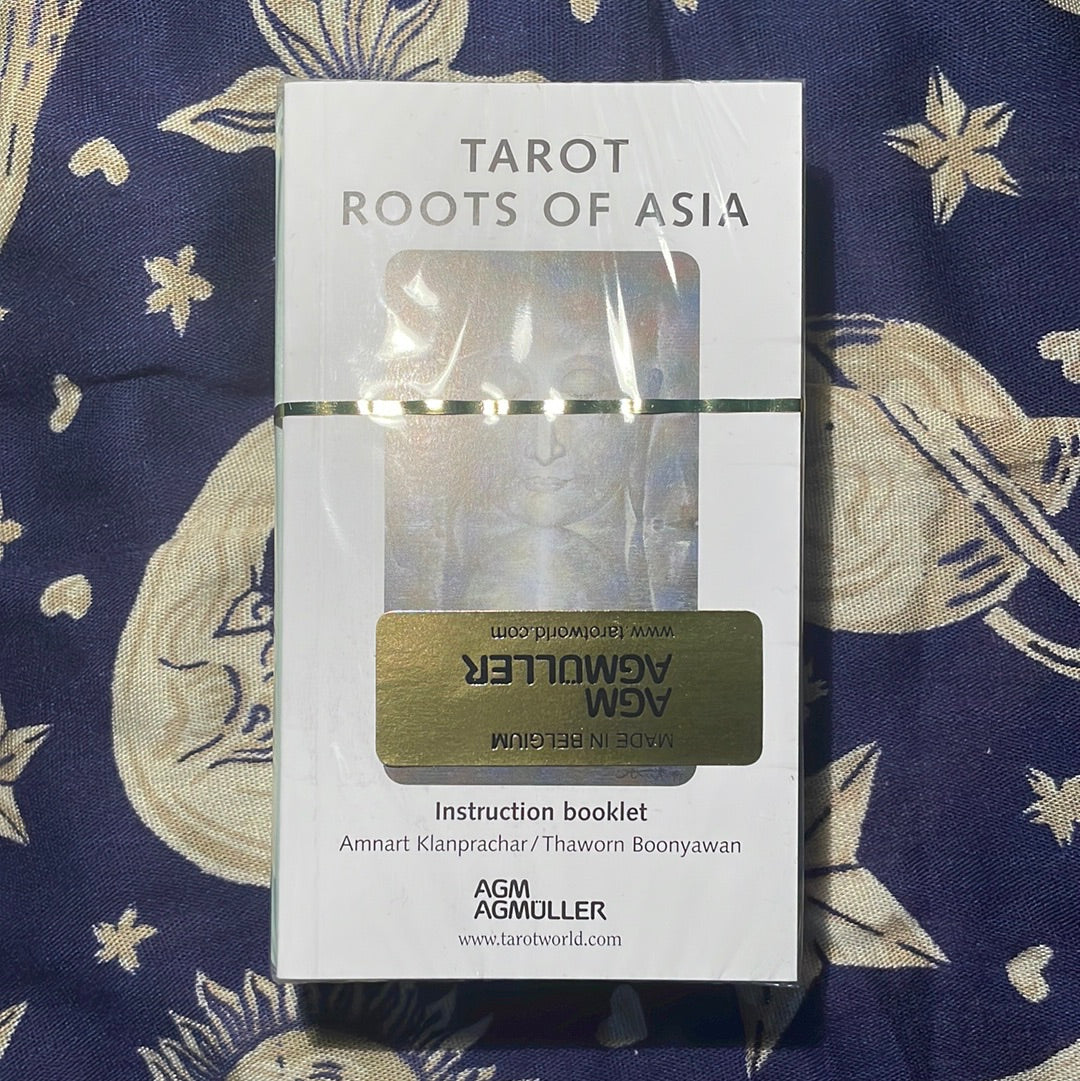 TAROT
ROOTS OF ASIA
MADE IN BELGIUM
AGM
AGMÜLLER
www.tarotworld.com
Instruction booklet
Amnart Klanprachar/Thaworn Boonyawan
AGM
AGMÜLLER
www.tarotworld.com